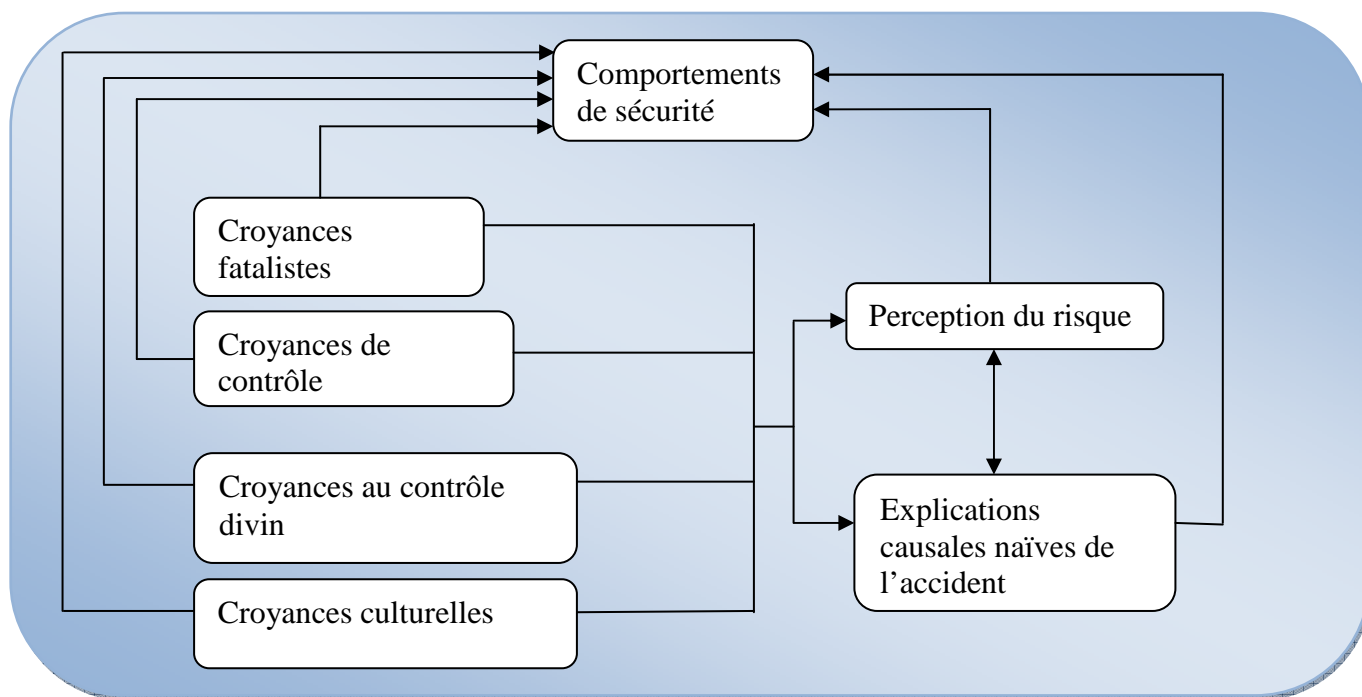 Comportements
de sécurité
Croyances
fatalistes
Croyances de
contrôle
Perception du risque
Croyances au contrôle
divin
Explications
causales naïves de
l’accident
Croyances culturelles